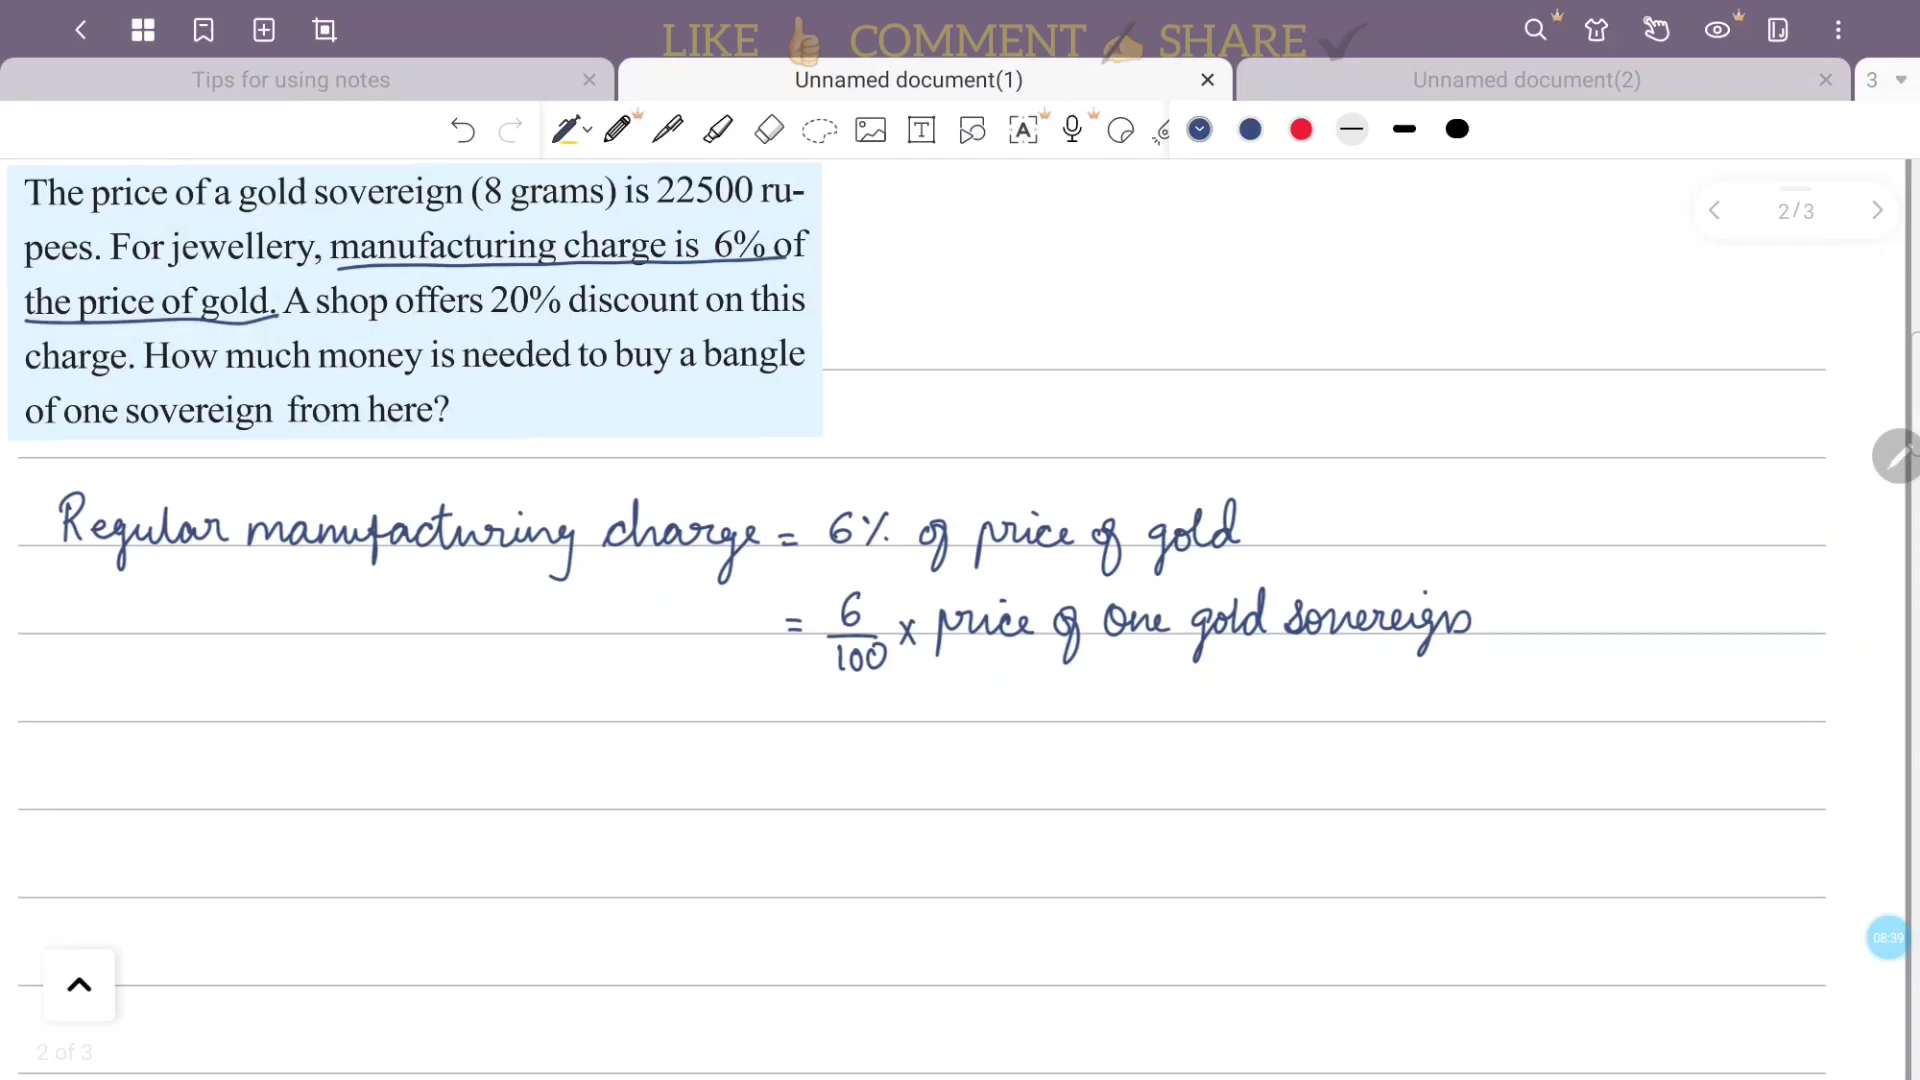 LIKE 👍 COMMENT ✍ SHARE ✔
Tips for using notes
Unnamed document(1)
Unnamed document(2)
3
The price of a gold sovereign (8 grams) is 22500 ru-
pees. For jewellery, manufacturing charge is 6% of
the price of gold. A shop offers 20% discount on this
charge. How much money is needed to buy a bangle
of one sovereign from here?
2/3
Regular manufacturing charge = 6% of price of gold
= 6/100 x price of one gold sovereign
08:39
2 of 3